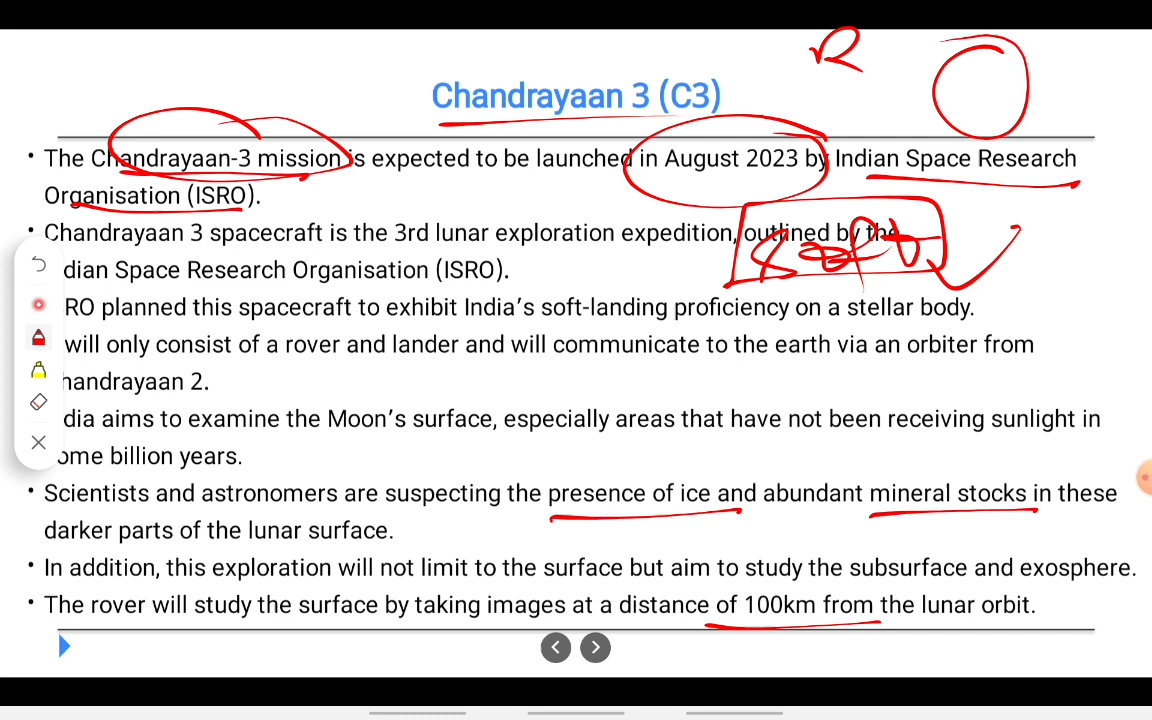 R
Chandrayaan 3 (C3)
• The Chandrayaan-3 mission is expected to be launched in August 2023 by Indian Space Research
Organisation (ISRO).
• Chandrayaan 3 spacecraft is the 3rd lunar exploration expedition, outlined by the
dian Space Research Organisation (ISRO).
RO planned this spacecraft to exhibit India's soft-landing proficiency on a stellar body.
will only consist of a rover and lander and will communicate to the earth via an orbiter from
handrayaan 2.
dia aims to examine the Moon's surface, especially areas that have not been receiving sunlight in
ome billion years.
• Scientists and astronomers are suspecting the presence of ice and abundant mineral stocks in these
darker parts of the lunar surface.
• In addition, this exploration will not limit to the surface but aim to study the subsurface and exosphere.
• The rover will study the surface by taking images at a distance of 100km from the lunar orbit.